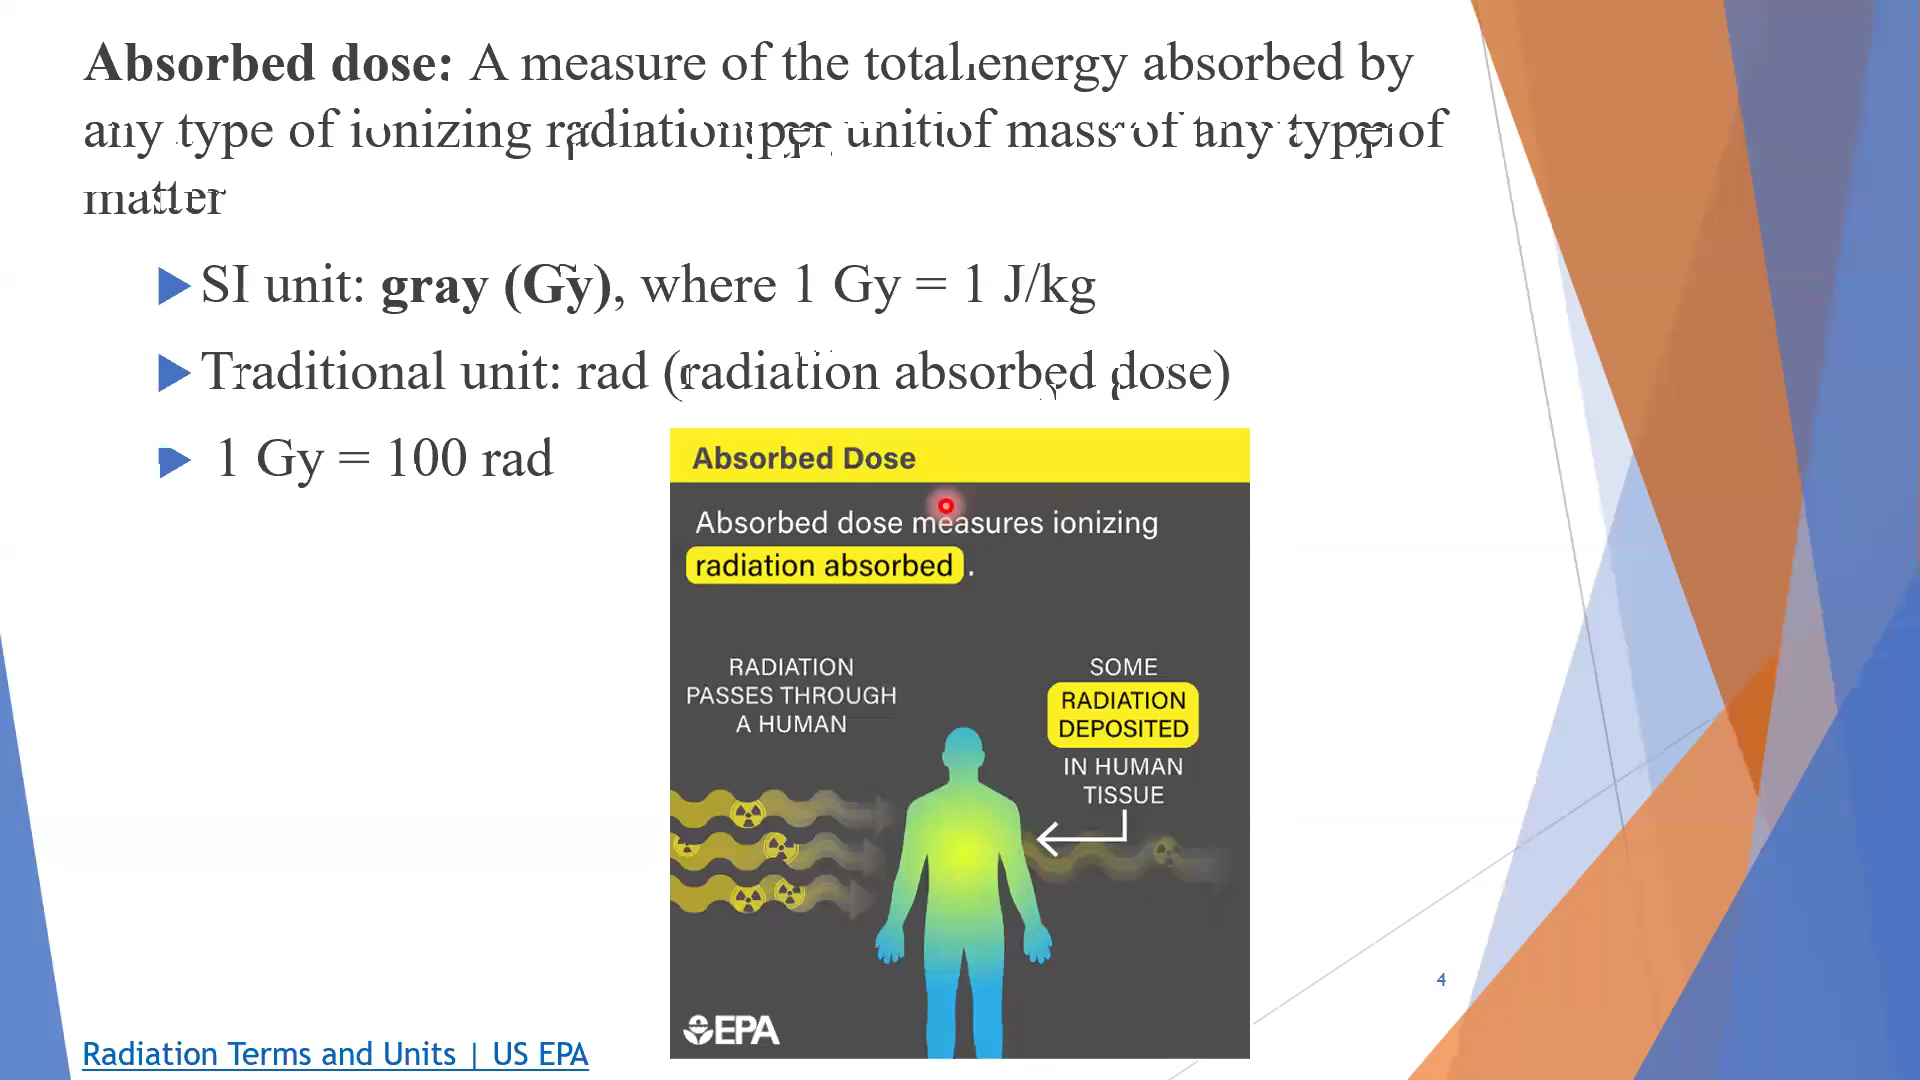 Absorbed dose: A measure of the total energy absorbed by
any type of ionizing radiation per unit of mass of any type of
matter
SI unit: gray (Gy), where 1 Gy = 1 J/kg
Traditional unit: rad (radiation absorbed dose)
1 Gy = 100 rad
Absorbed Dose
Absorbed dose measures ionizing
radiation absorbed .
RADIATION
PASSES THROUGH
A HUMAN
SOME
RADIATION
DEPOSITED
IN HUMAN
TISSUE
EPA
4
Radiation Terms and Units | US EPA